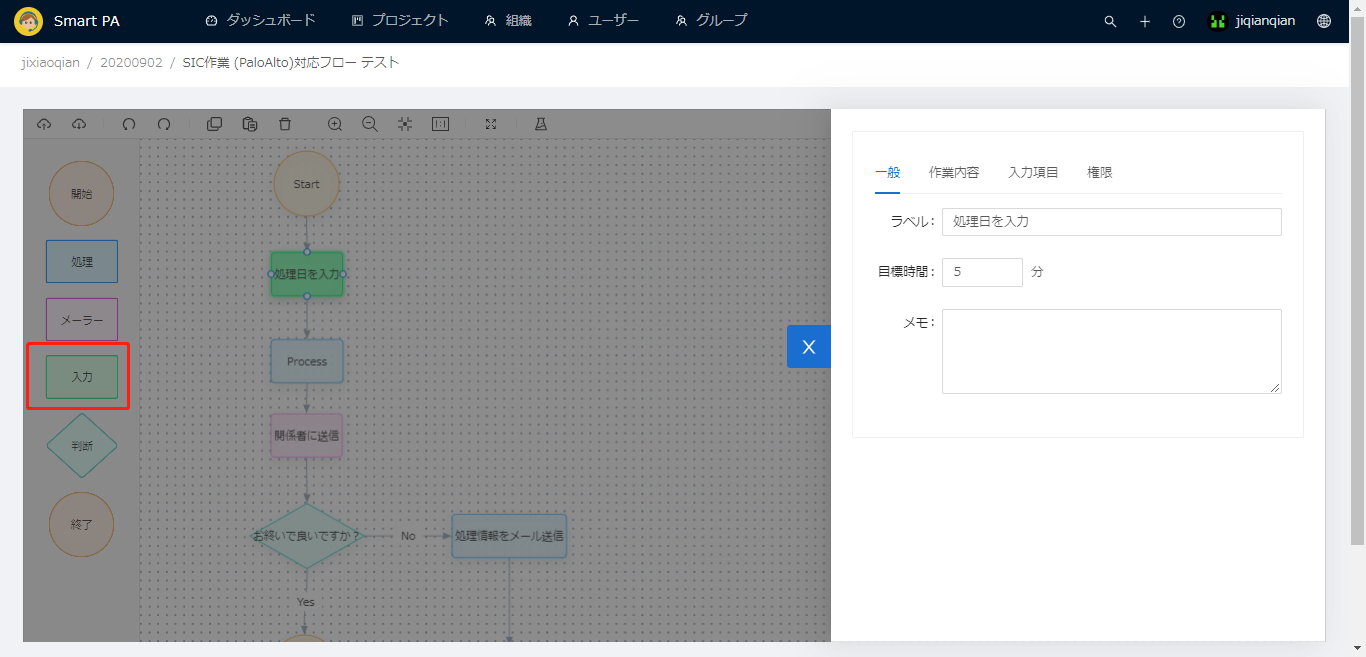 Smart PA
ダッシュボード
プロジェクト
組織
ユーザー
グループ
jiqianqian
jixiaoqian / 20200902 / SIC作業 (PaloAlto)対応フロー テスト
開始
処理
メーラー
入力
判断
終了
Start
処理日を入力
Process
関係者に送信
お終いで良いですか？
No
処理情報をメール送信
Yes
X
一般
作業内容
入力項目
権限
ラベル：
処理日を入力
目標時間：
5
分
メモ：